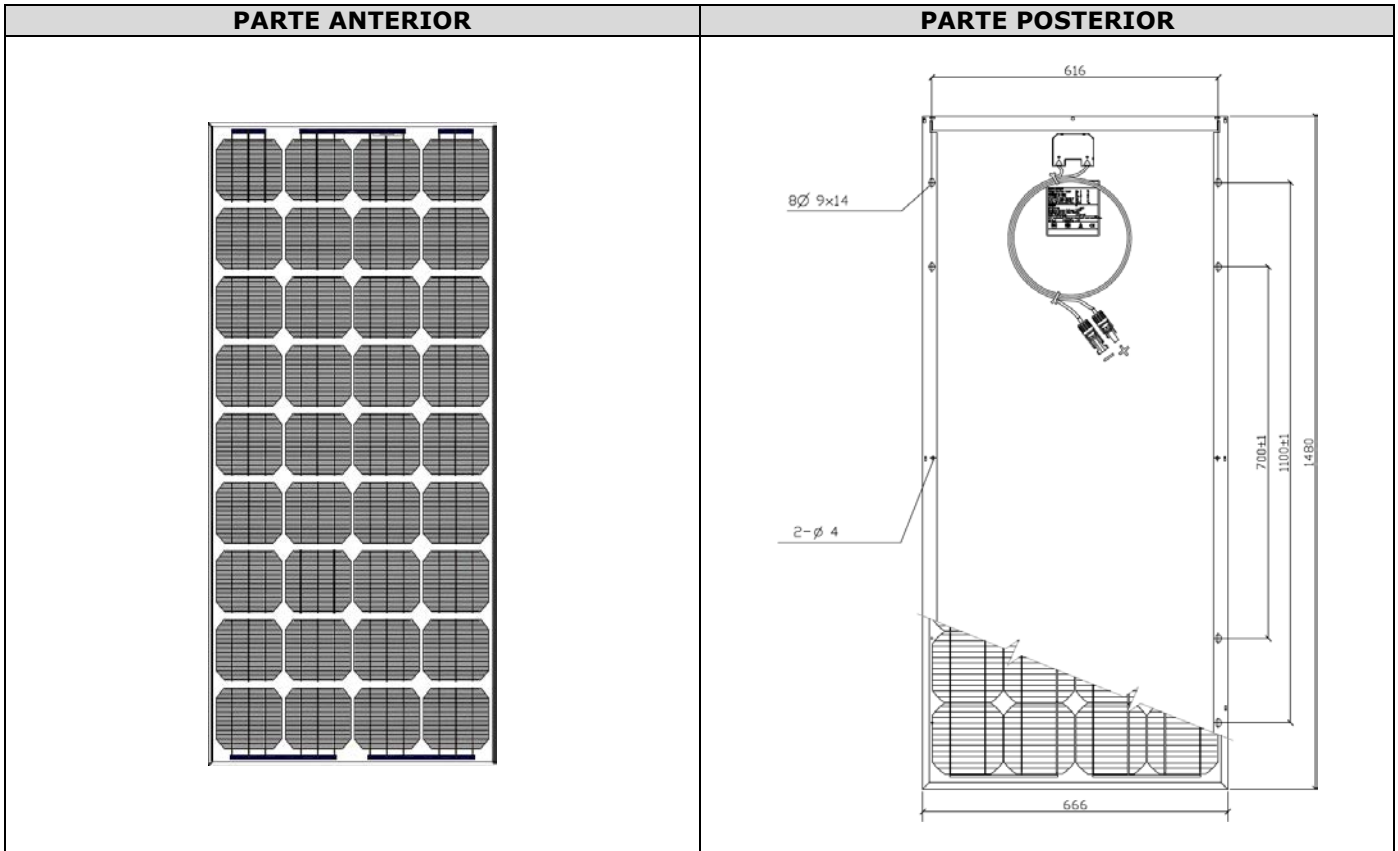 PARTE ANTERIOR
PARTE POSTERIOR
616
8Ø 9x14
2-ø 4
700±1
1100±1
1480
- +
666